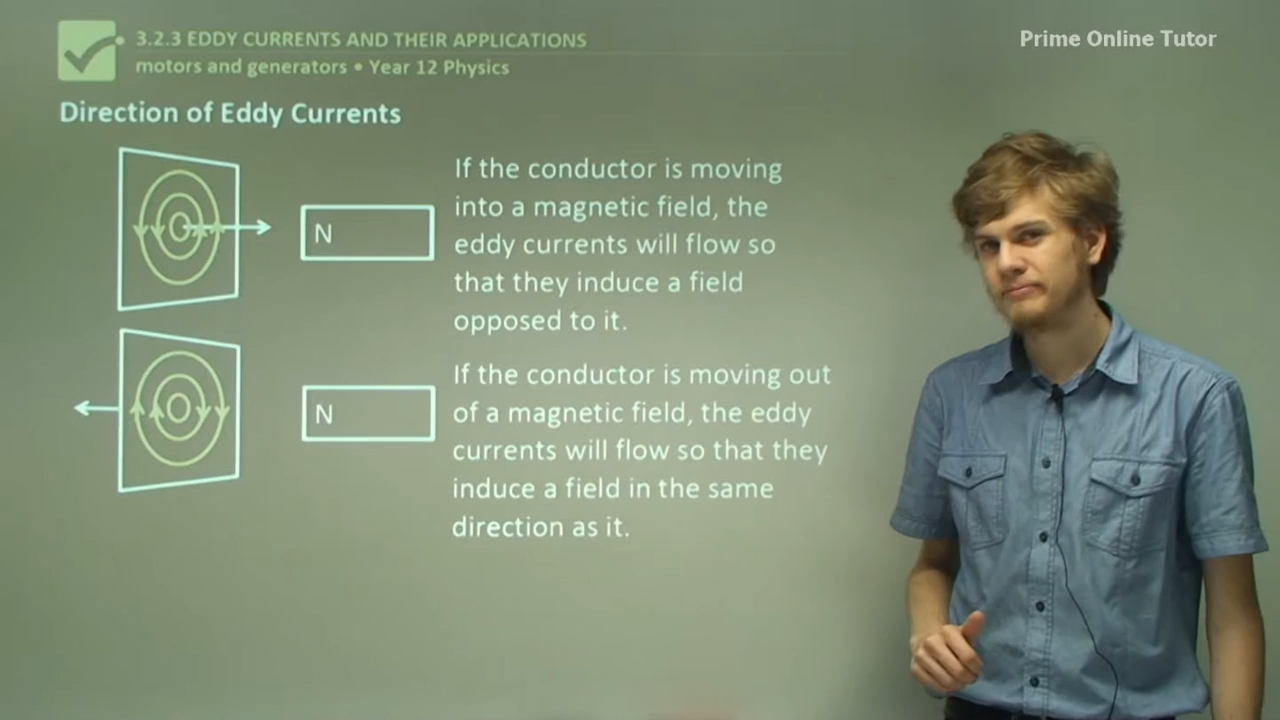 3.2.3 EDDY CURRENTS AND THEIR APPLICATIONS
motors and generators • Year 12 Physics
Prime Online Tutor
Direction of Eddy Currents
N
If the conductor is moving
into a magnetic field, the
eddy currents will flow so
that they induce a field
opposed to it.
N
If the conductor is moving out
of a magnetic field, the eddy
currents will flow so that they
induce a field in the same
direction as it.